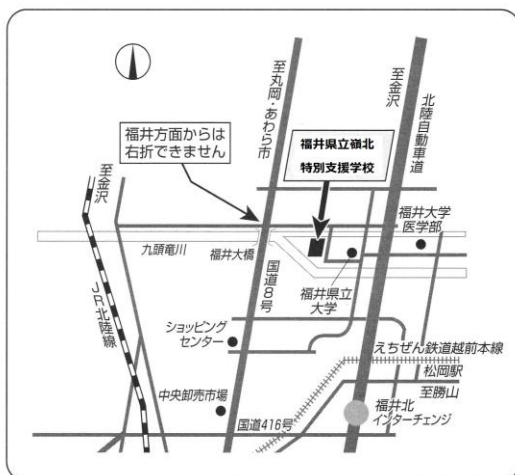 至丸岡・あわら市
至金沢
北陸自動車道
福井方面からは
右折できません
福井県立嶺北
特別支援学校
至金沢
福井大学
医学部
九頭竜川
福井大橋
国道8号
福井県立
大学
JR北陸線
ショッピング
センター
えちぜん鉄道越前本線
松岡駅
至勝山
中央卸売市場
福井北
インターチェンジ
国道416号